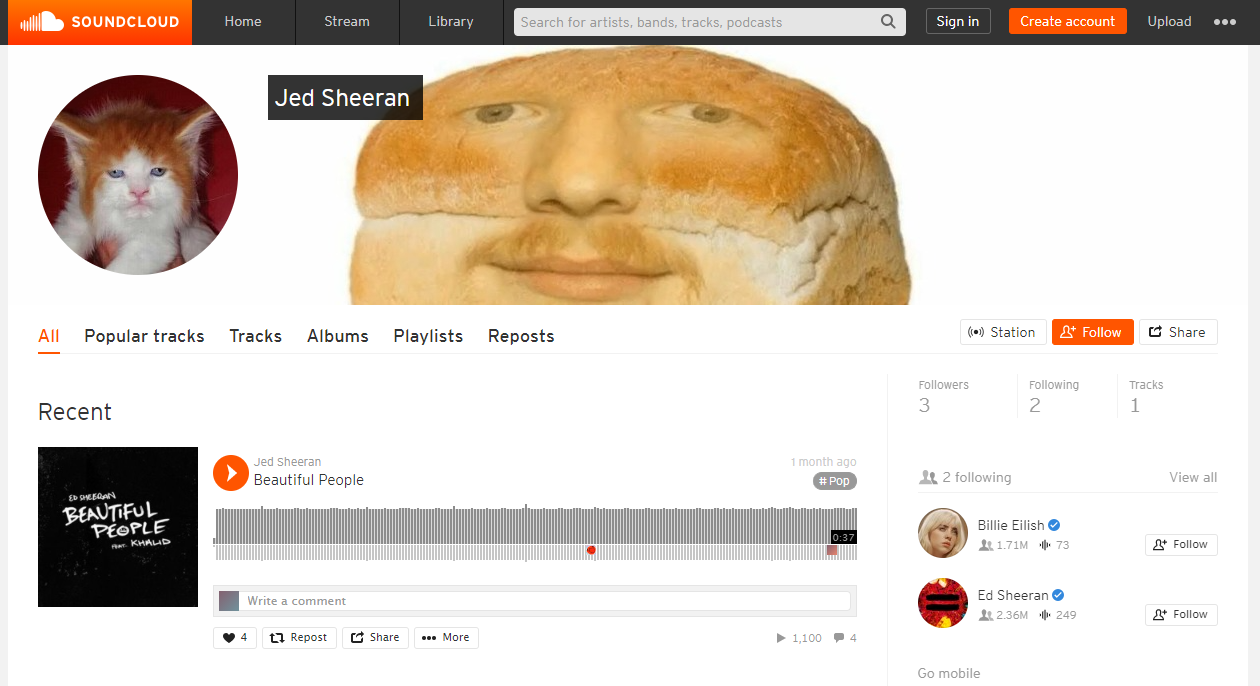 SOUNDCLOUD Home Stream Library Search for artists, bands, tracks, podcasts Sign in Create account Upload
Jed Sheeran
All Popular tracks Tracks Albums Playlists Reposts Station Follow Share
Followers Following Tracks
3 2 1
Recent
Jed Sheeran 1 month ago
Beautiful People # Pop
ED SHEERAN
BEAUTIFUL
PEOPLE
FEAT. KHALID
0:37
Write a comment
4 Repost Share More 1,100 4
2 following View all
Billie Eilish
1.71M 73 Follow
Ed Sheeran
2.36M 249 Follow
Go mobile